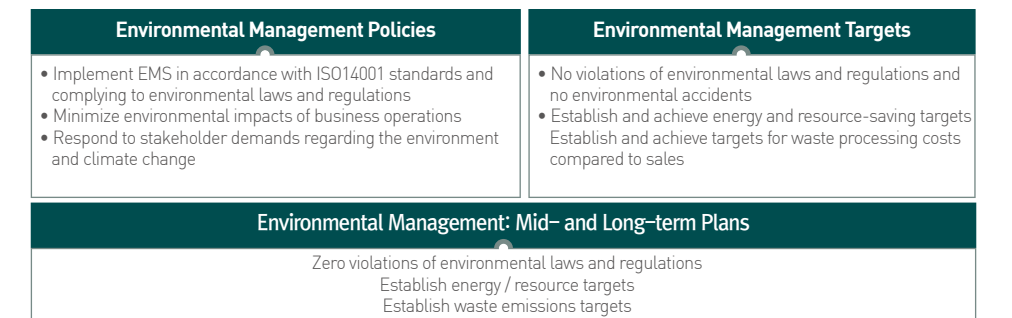 Environmental Management Policies
• Implement EMS in accordance with ISO14001 standards and
complying to environmental laws and regulations
• Minimize environmental impacts of business operations
• Respond to stakeholder demands regarding the environment
and climate change
Environmental Management Targets
• No violations of environmental laws and regulations and
no environmental accidents
• Establish and achieve energy and resource-saving targets
Establish and achieve targets for waste processing costs
compared to sales
Environmental Management: Mid- and Long-term Plans
Zero violations of environmental laws and regulations
Establish energy / resource targets
Establish waste emissions targets